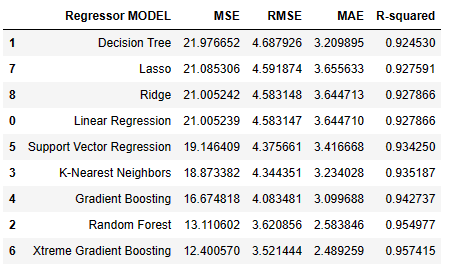 Regressor MODEL MSE RMSE MAE R-squared
1 Decision Tree 21.976652 4.687926 3.209895 0.924530
7 Lasso 21.085306 4.591874 3.655633 0.927591
8 Ridge 21.005242 4.583148 3.644713 0.927866
0 Linear Regression 21.005239 4.583147 3.644710 0.927866
5 Support Vector Regression 19.146409 4.375661 3.416668 0.934250
3 K-Nearest Neighbors 18.873382 4.344351 3.234028 0.935187
4 Gradient Boosting 16.674818 4.083481 3.099688 0.942737
2 Random Forest 13.110602 3.620856 2.583846 0.954977
6 Xtreme Gradient Boosting 12.400570 3.521444 2.489259 0.957415